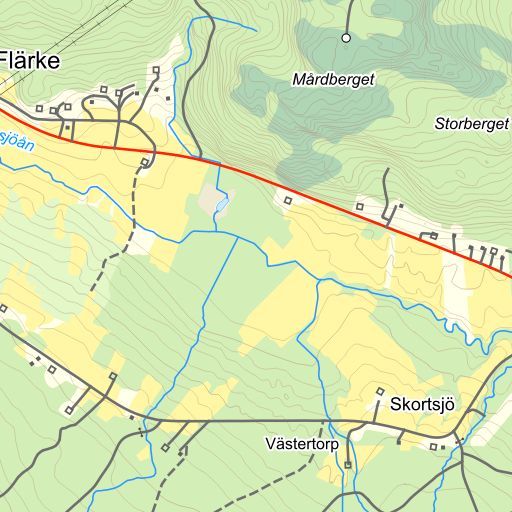 Flärke
Mårdberget
Storberget
sjöån
Skortsjö
Västertorp